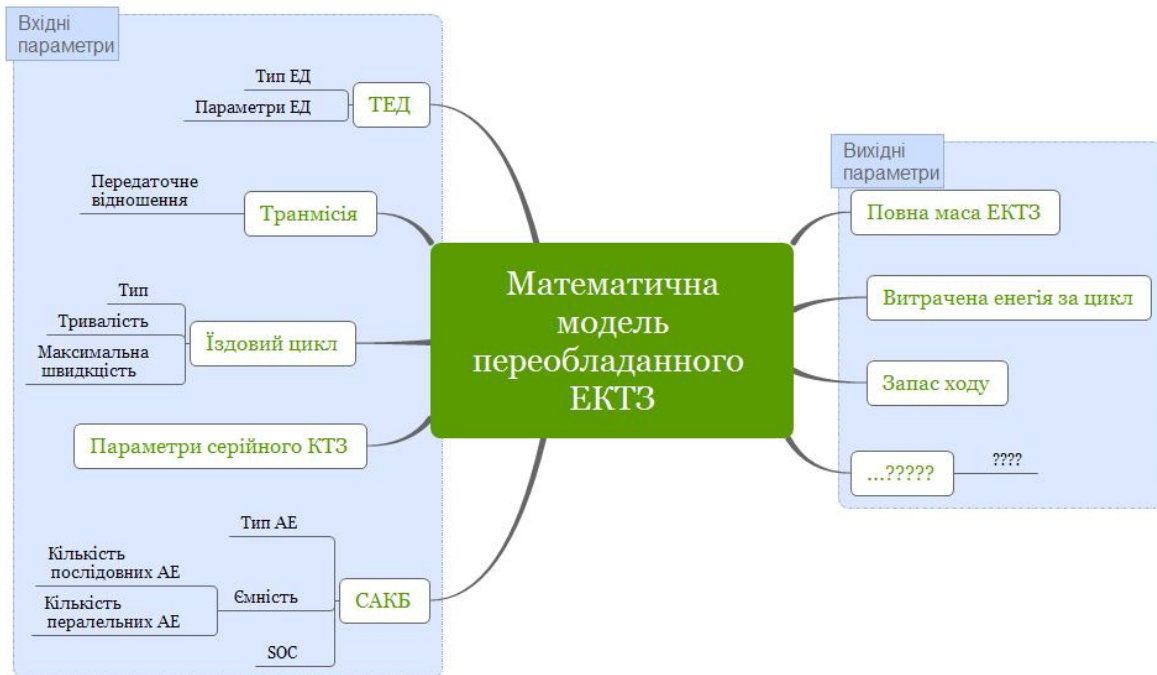 Вхідні
параметри
Тип ЕД
Параметри ЕД
ТЕД
Передаточне
відношення
Транмісія
Тип
Тривалість
Максимальна
швидкцість
Їздовий цикл
Параметри серійного КТЗ
Тип АЕ
Кількість
послідовних АЕ
Кількість
пералельних АЕ
Ємність
SOC
САКБ
Математична
модель
переобладанного
ЕКТЗ
Вихідні
параметри
Повна маса ЕКТЗ
Витрачена енегія за цикл
Запас ходу
...?????
????